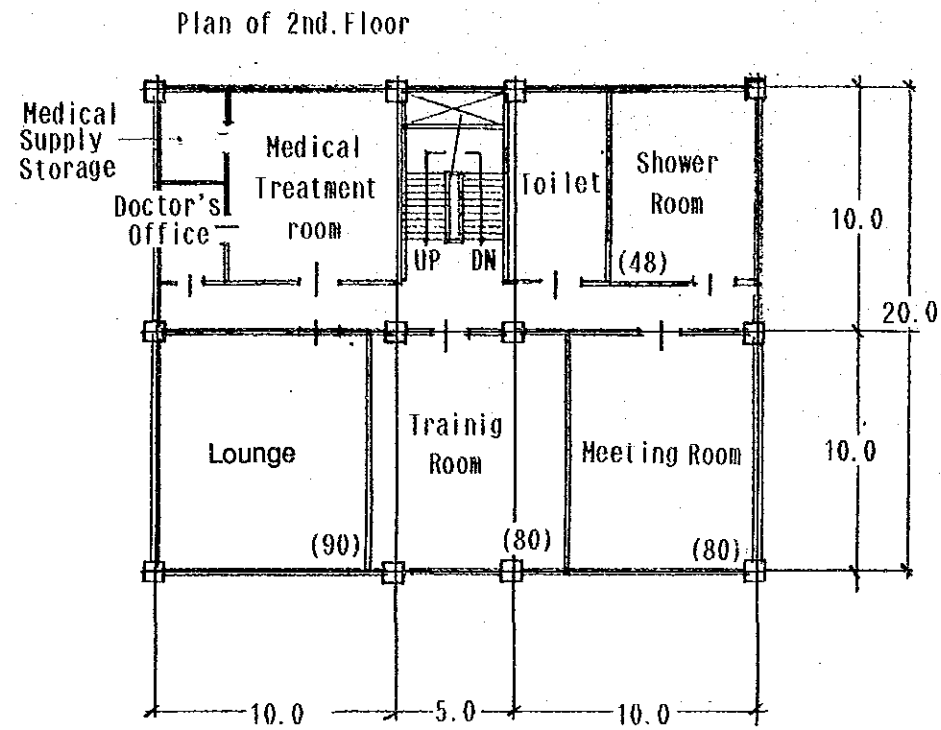 Plan of 2nd. Floor
Medical
Supply
Storage
Medical
Treatment
room
Doctor's
Office
UP
DN
Toilet
Shower
Room
(48)
10.0
20.0
Lounge
(90)
Trainig
Room
(80)
Meeting Room
(80)
10.0
10.0
5.0
10.0